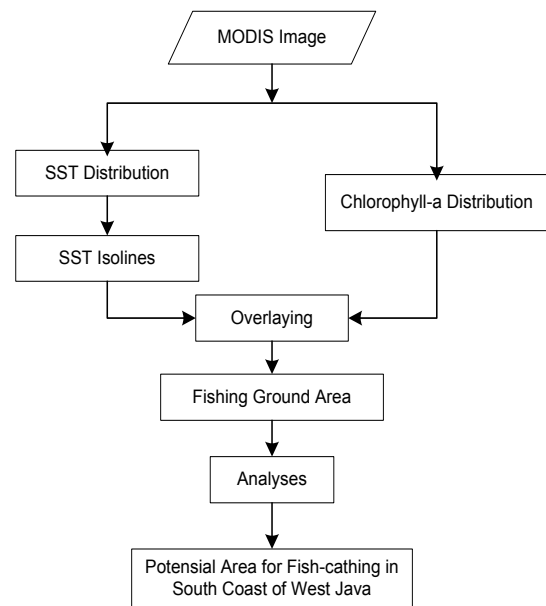 MODIS Image
SST Distribution
Chlorophyll-a Distribution
SST Isolines
Overlaying
Fishing Ground Area
Analyses
Potensial Area for Fish-cathing in
South Coast of West Java